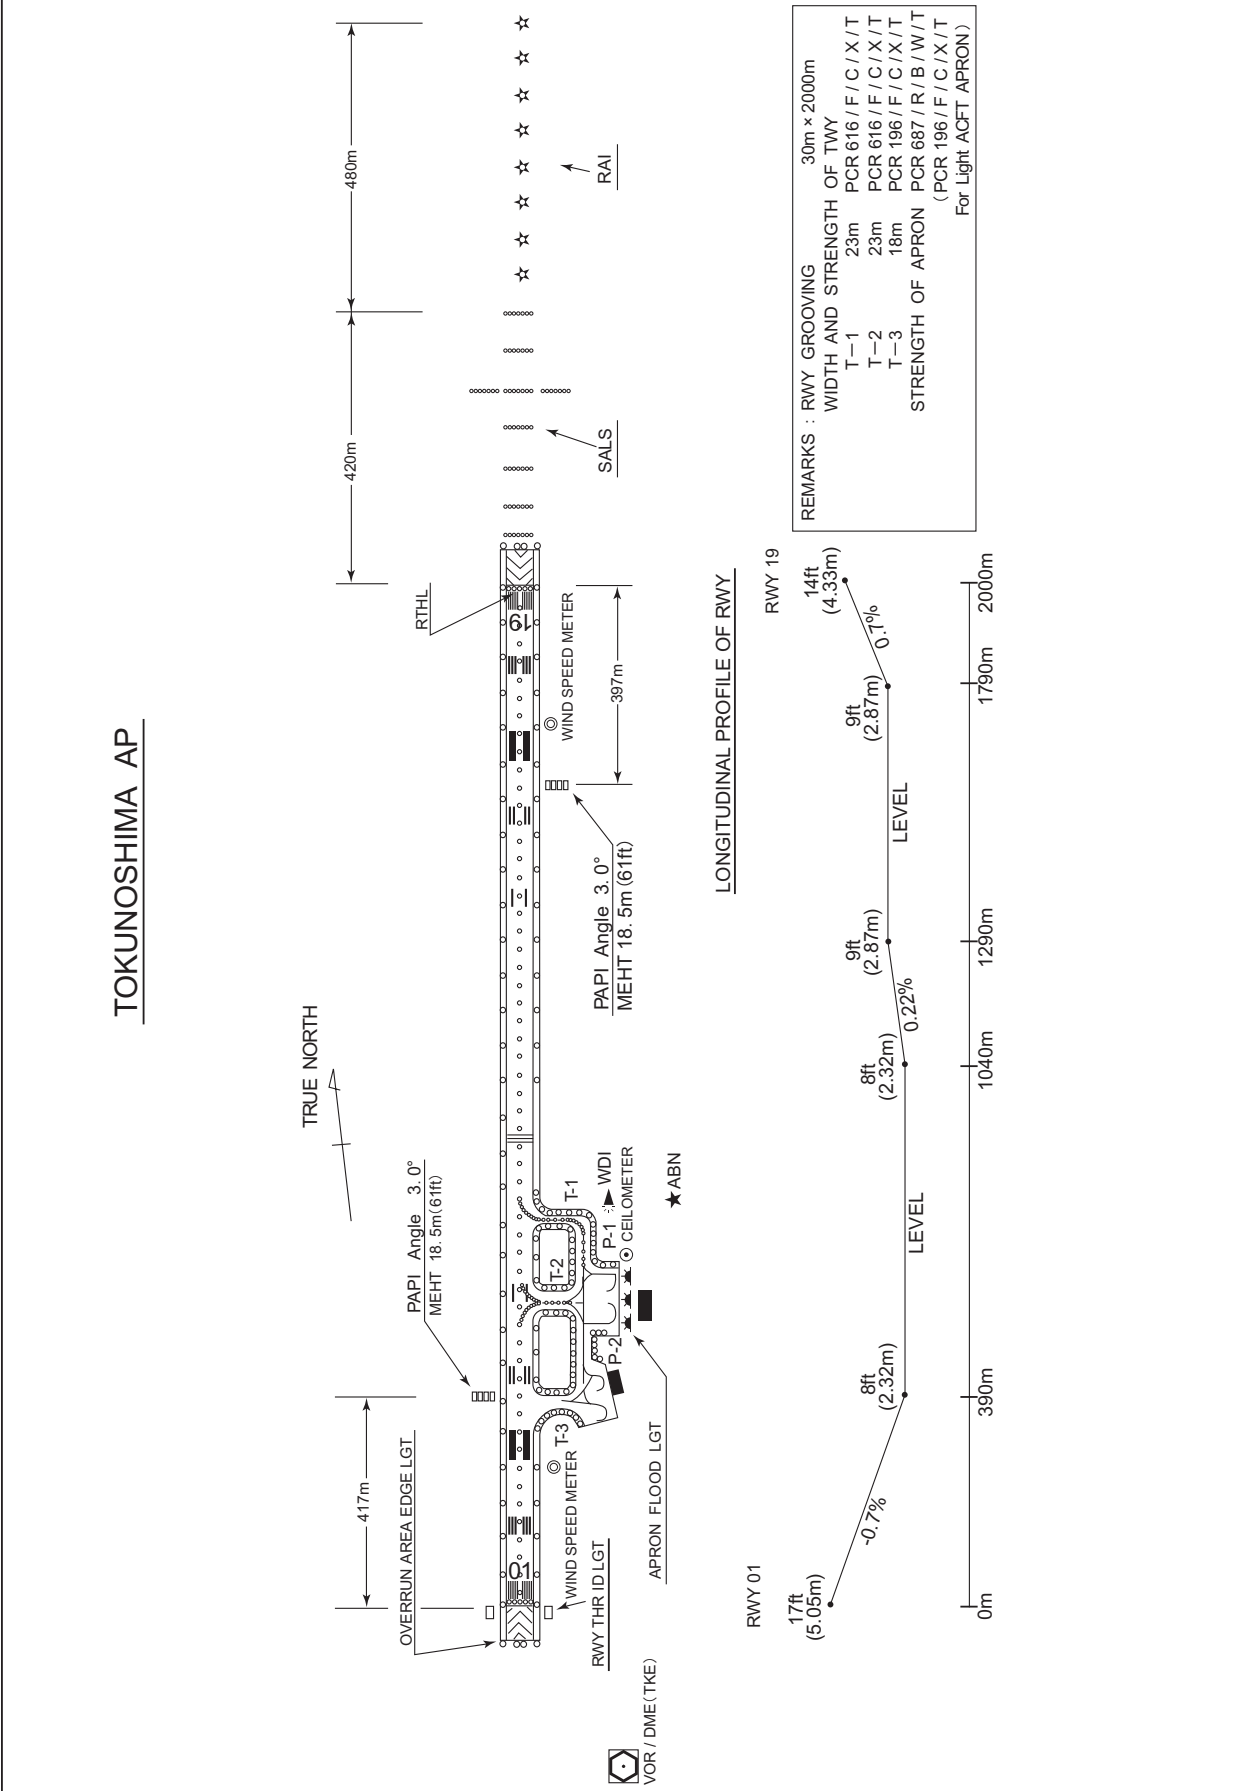 TOKUNOSHIMA AP
TRUE NORTH
480m
420m
RAI
SALS
RTHL
WIND SPEED METER
397m
PAPI Angle 3. 0°
MEHT 18. 5m (61ft)
PAPI Angle 3. 0°
MEHT 18. 5m (61ft)
417m
OVERRUN AREA EDGE LGT
01
19
T-1
T-2
T-3
P-1
P-2
WDI
CEILOMETER
ABN
WIND SPEED METER
RWY THR ID LGT
APRON FLOOD LGT
VOR / DME (TKE)
LONGITUDINAL PROFILE OF RWY
RWY 01
RWY 19
17ft
(5.05m)
-0.7%
8ft
(2.32m)
LEVEL
8ft
(2.32m)
0.22%
9ft
(2.87m)
LEVEL
9ft
(2.87m)
0.7%
14ft
(4.33m)
0m
390m
1040m
1290m
1790m
2000m
REMARKS : RWY GROOVING 30m × 2000m
WIDTH AND STRENGTH OF TWY
T－1 23m PCR 616 / F / C / X / T
T－2 23m PCR 616 / F / C / X / T
T－3 18m PCR 196 / F / C / X / T
STRENGTH OF APRON PCR 687 / R / B / W / T
(PCR 196 / F / C / X / T
For Light ACFT APRON)